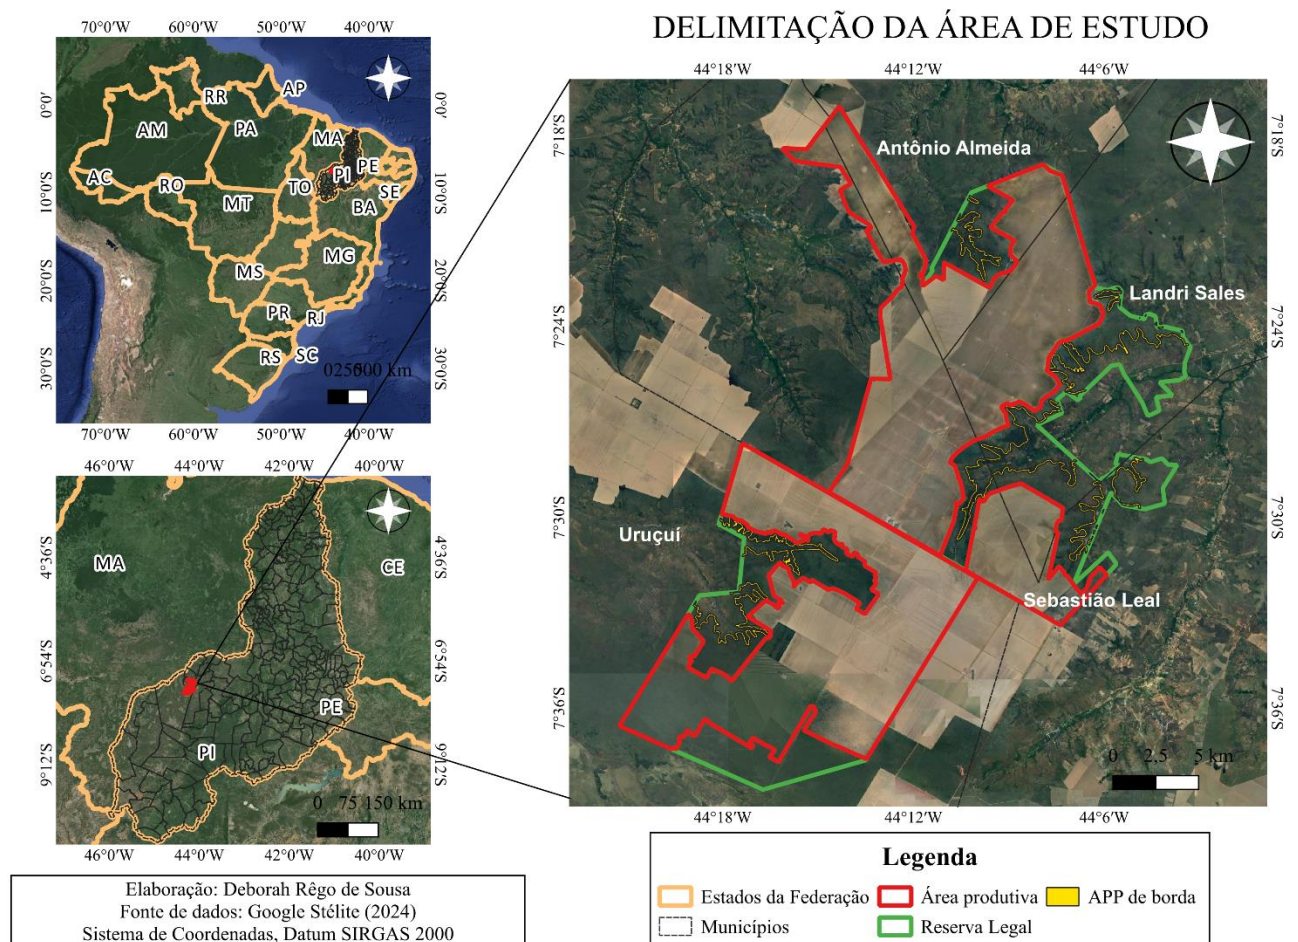 DELIMITAÇÃO DA ÁREA DE ESTUDO
70°0'W 60°0'W 50°0'W 40°0'W
0°0' 10°0'S 20°0'S 30°0'S
0°0' 10°0'S 20°0'S 30°0'S
RR AP
AM PA MA
AC RO TO PI PE
MT SE
BA
MS MG
PR RJ
RS SC
0250500 km
70°0'W 60°0'W 50°0'W 40°0'W
46°0'W 44°0'W 42°0'W 40°0'W
4°36'S 6°54'S 9°12'S
4°36'S 6°54'S 9°12'S
MA CE
PE
PI
0 75 150 km
46°0'W 44°0'W 42°0'W 40°0'W
44°18'W 44°12'W 44°6'W
7°18'S 7°24'S 7°30'S 7°36'S
7°18'S 7°24'S 7°30'S 7°36'S
Antônio Almeida
Landri Sales
Uruçuí
Sebastião Leal
0 2,5 5 km
44°18'W 44°12'W 44°6'W
Elaboração: Deborah Rêgo de Sousa
Fonte de dados: Google Stélite (2024)
Sistema de Coordenadas, Datum SIRGAS 2000
Legenda
Estados da Federação Área produtiva APP de borda
Municípios Reserva Legal